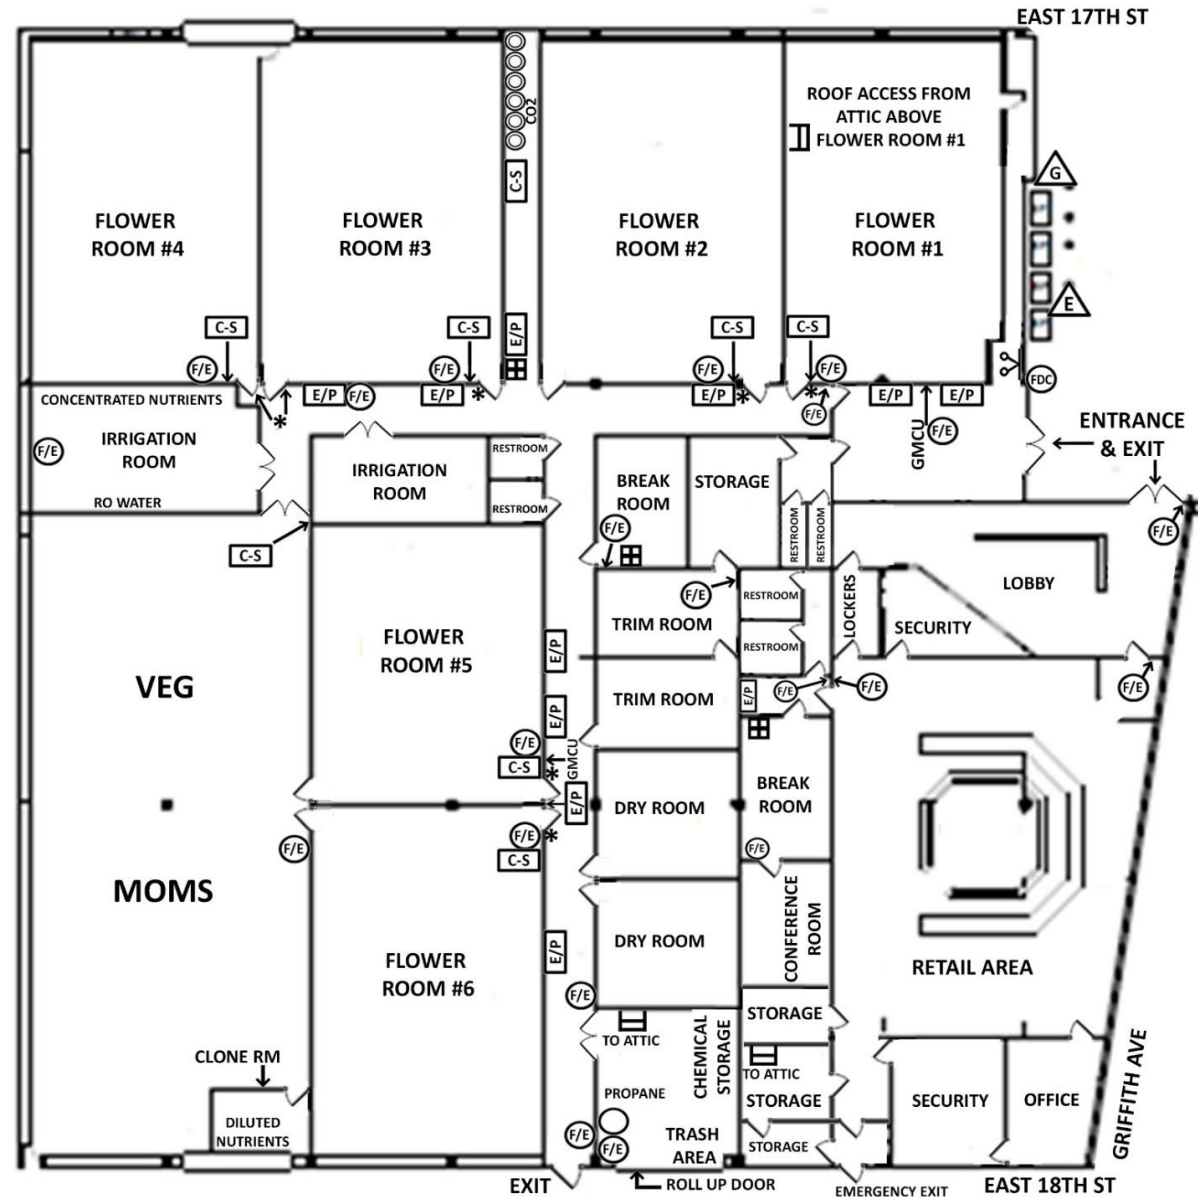 EAST 17TH ST
ROOF ACCESS FROM
ATTIC ABOVE
FLOWER ROOM #1
CO2
C-S
G
FLOWER
ROOM #4
FLOWER
ROOM #3
FLOWER
ROOM #2
FLOWER
ROOM #1
E
C-S
C-S
E/P
C-S
C-S
F/E
F/E
F/E
F/E
FDC
CONCENTRATED NUTRIENTS
*
E/P
F/E
E/P
*
E/P
*
*
F/E
E/P
E/P
GMCU
F/E
ENTRANCE
& EXIT
F/E
IRRIGATION
ROOM
RO WATER
IRRIGATION
ROOM
RESTROOM
RESTROOM
BREAK
ROOM
STORAGE
RESTROOM
RESTROOM
F/E
C-S
F/E
F/E
RESTROOM
RESTROOM
LOCKERS
SECURITY
LOBBY
TRIM ROOM
FLOWER
ROOM #5
E/P
VEG
TRIM ROOM
E/P
F/E
F/E
F/E
E/P
F/E
C-S
*
GMCU
BREAK
ROOM
E/P
DRY ROOM
F/E
*
C-S
F/E
F/E
MOMS
CONFERENCE
ROOM
DRY ROOM
E/P
FLOWER
ROOM #6
RETAIL AREA
F/E
STORAGE
TO ATTIC
CHEMICAL
STORAGE
TO ATTIC
STORAGE
CLONE RM
PROPANE
SECURITY
OFFICE
GRIFFITH AVE
DILUTED
NUTRIENTS
F/E
F/E
TRASH
AREA
STORAGE
EXIT
ROLL UP DOOR
EMERGENCY EXIT
EAST 18TH ST